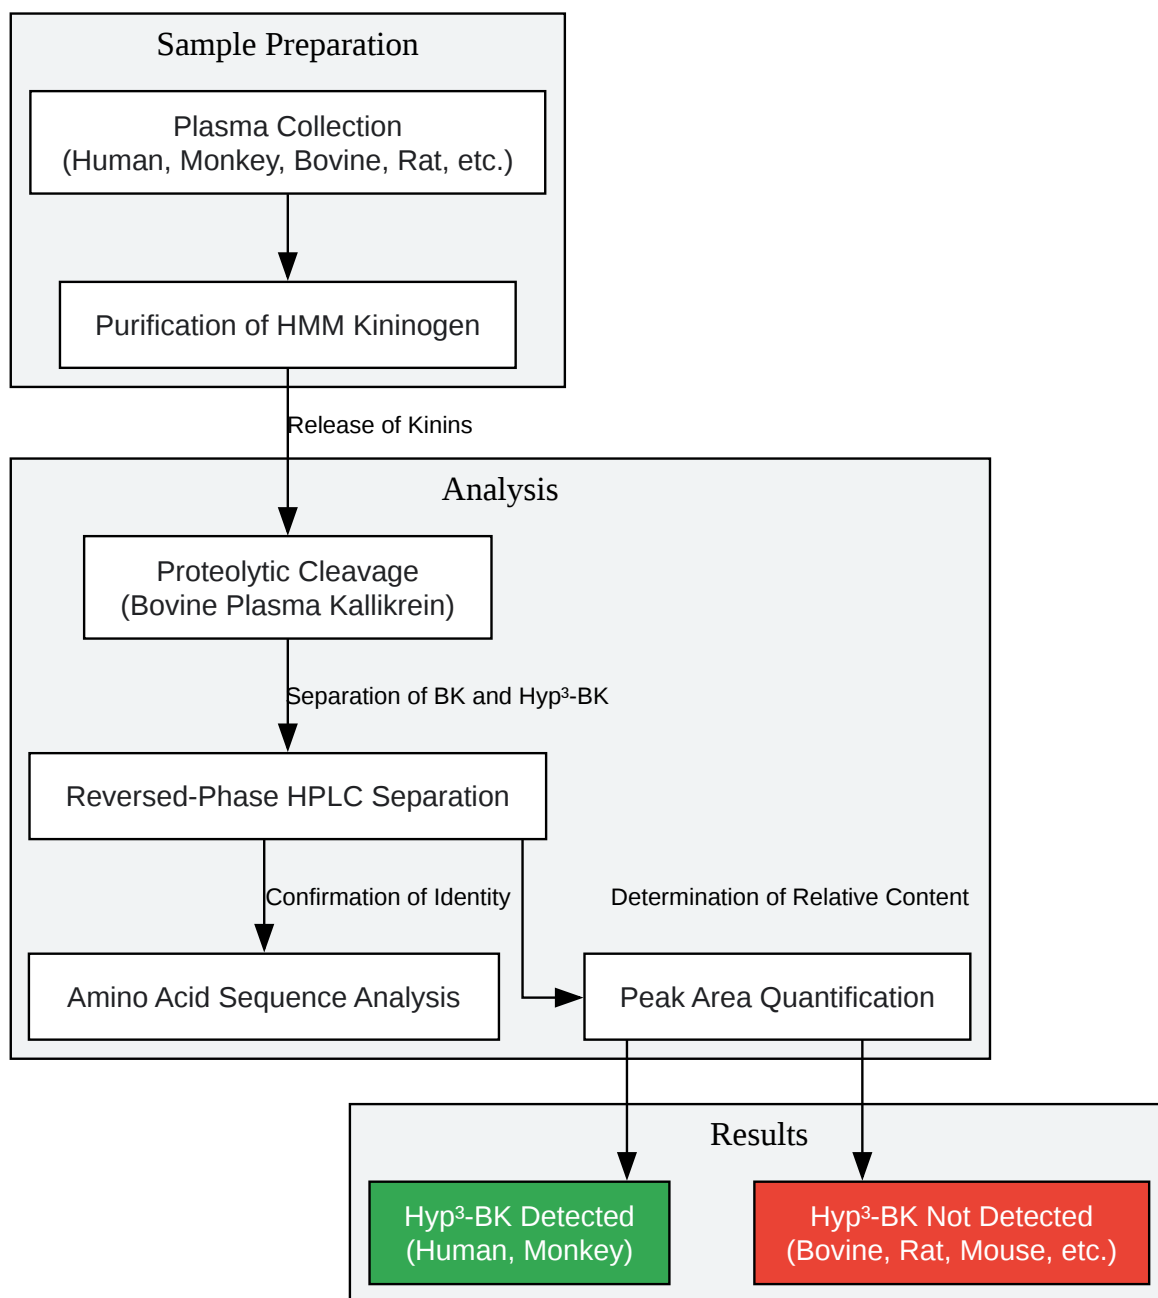 Sample Preparation
Plasma Collection
(Human, Monkey, Bovine, Rat, etc.)
Purification of HMM Kininogen
Release of Kinins
Analysis
Proteolytic Cleavage
(Bovine Plasma Kallikrein)
Separation of BK and Hyp³-BK
Reversed-Phase HPLC Separation
Confirmation of Identity
Determination of Relative Content
Amino Acid Sequence Analysis
Peak Area Quantification
Results
Hyp³-BK Detected
(Human, Monkey)
Hyp³-BK Not Detected
(Bovine, Rat, Mouse, etc.)